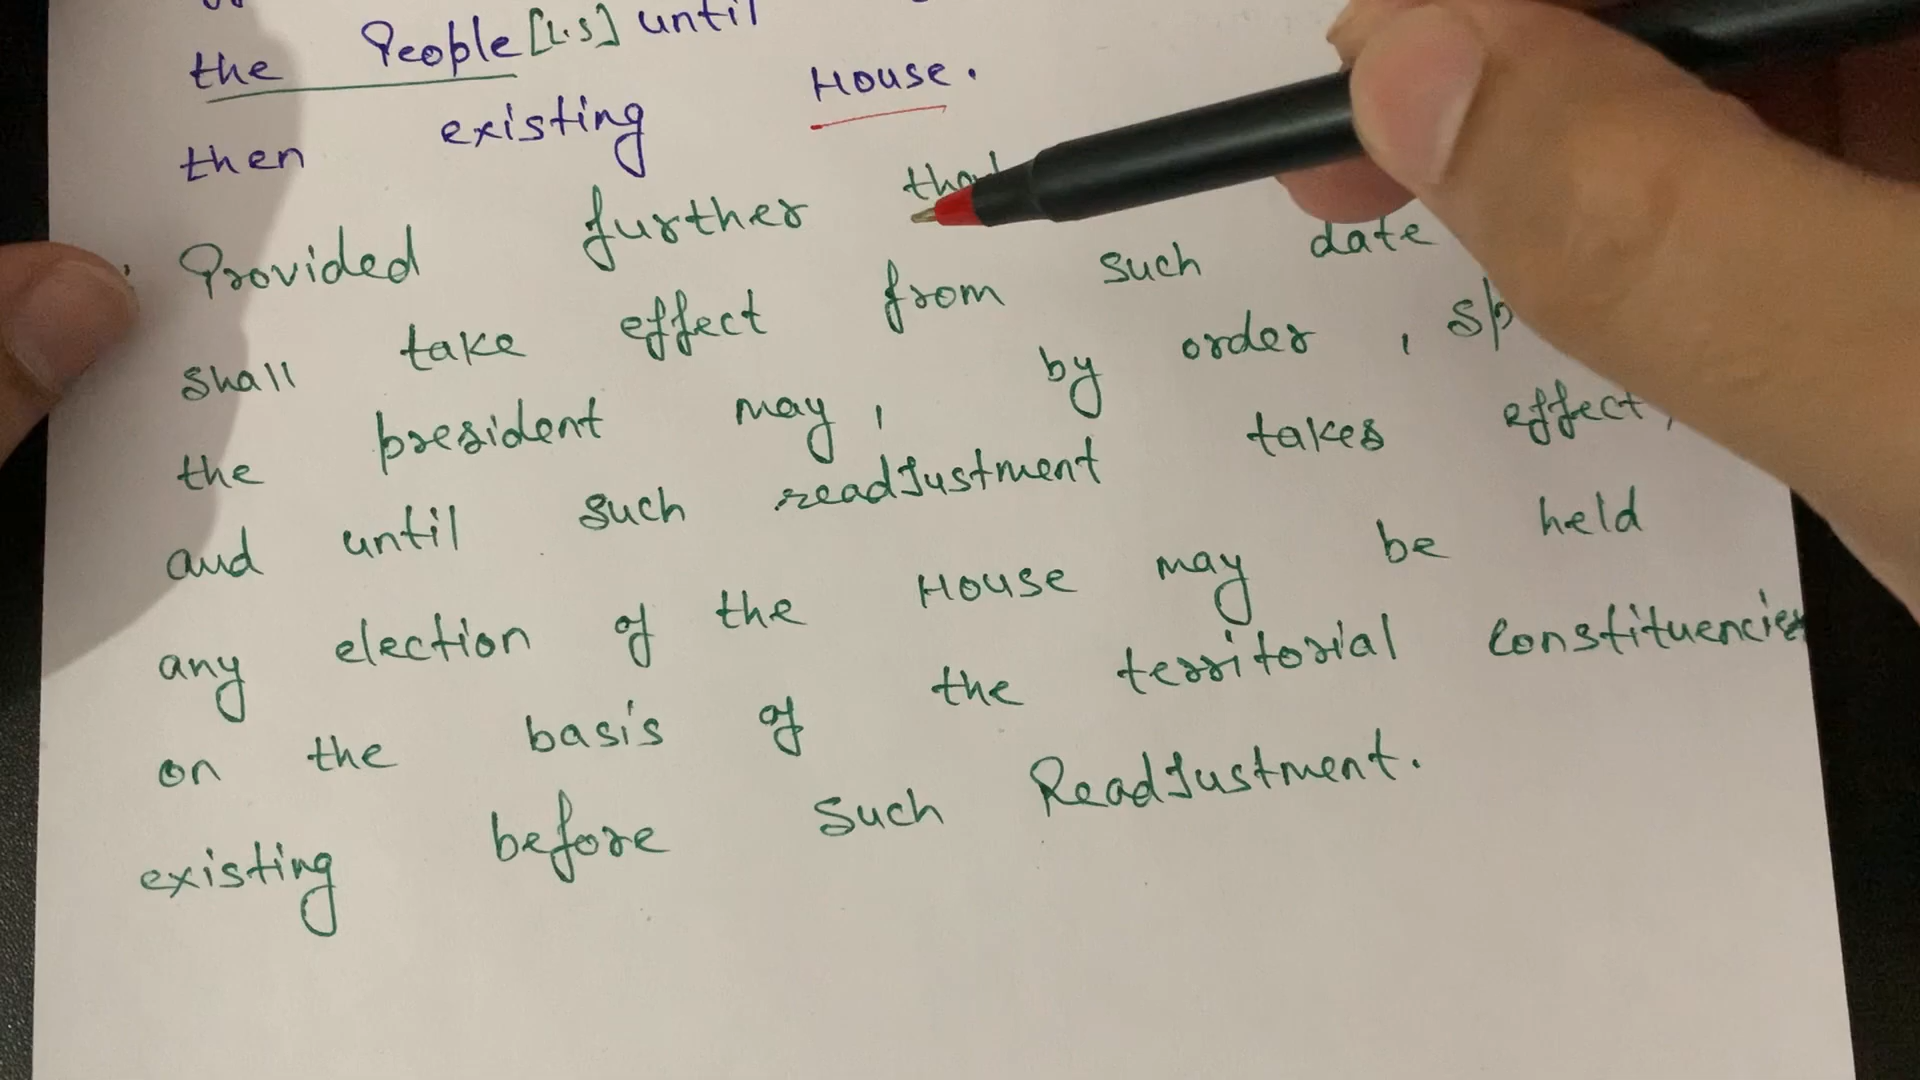 the People [L.S] until
then existing House.
Provided further that
shall take effect from such date
the president may, by order, sp
and until such readJustment takes effect,
any election of the House may be held
on the basis of the territorial Constituencies
existing before such ReadJustment.